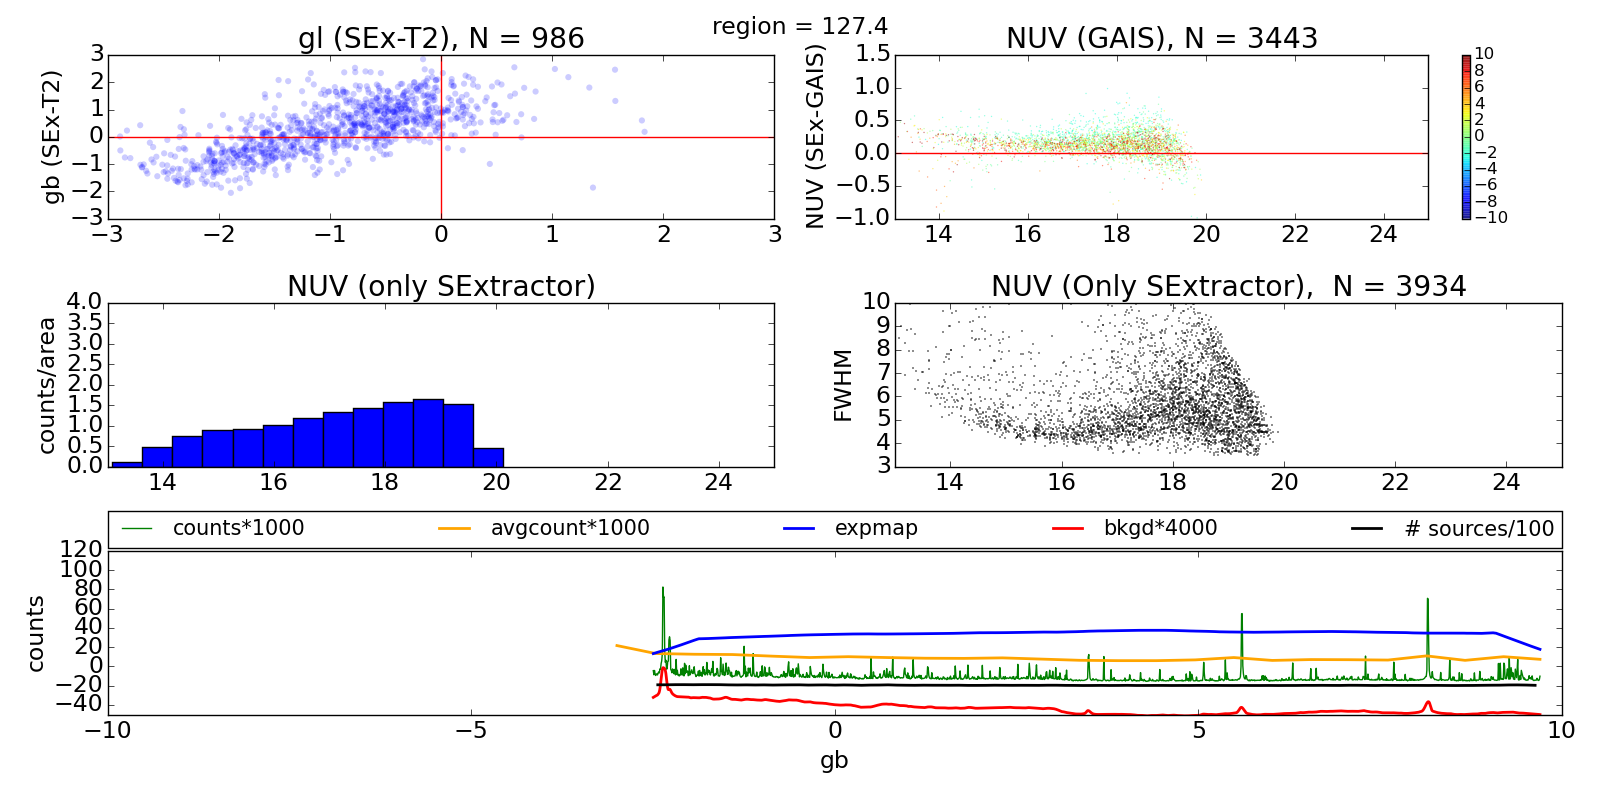 region = 127.4
gl (SEx-T2), N = 986
gb (SEx-T2)
3
2
1
0
−1
−2
−3
−3 −2 −1 0 1 2 3
NUV (GAIS), N = 3443
NUV (SEx-GAIS)
1.5
1.0
0.5
0.0
−0.5
−1.0
14 16 18 20 22 24
10
8
6
4
2
0
−2
−4
−6
−8
−10
NUV (only SExtractor)
counts/area
4.0
3.5
3.0
2.5
2.0
1.5
1.0
0.5
0.0
14 16 18 20 22 24
NUV (Only SExtractor),  N = 3934
FWHM
10
9
8
7
6
5
4
3
14 16 18 20 22 24
counts*1000 avgcount*1000 expmap bkgd*4000 # sources/100
counts
120
100
80
60
40
20
0
−20
−40
−10 −5 0 5 10
gb